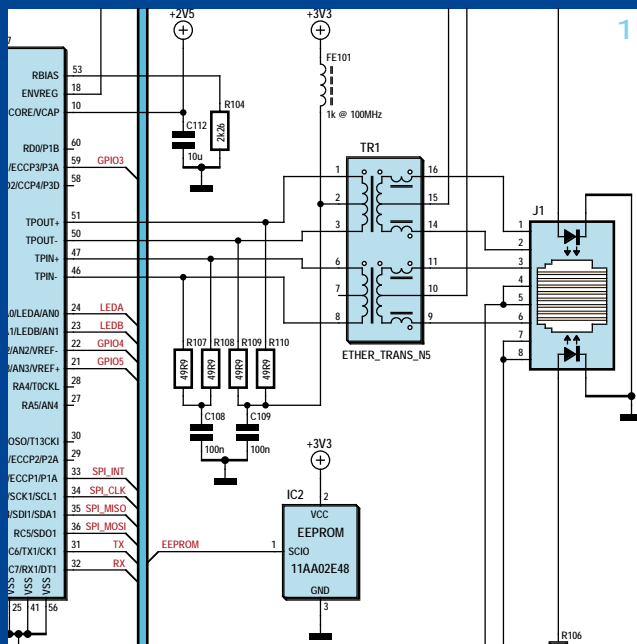 1
+2V5
+3V3
7
RBIAS 53
ENVREG 18
CORE/VCAP 10
FE101
1k @ 100MHz
R104
2k26
C112
10u
RD0/P1B 60
/ECCP3/P3A 59 GPIO3
D2/CCP4/P3D 58
TPOUT+ 51
TPOUT- 50
TPIN+ 47
TPIN- 46
TR1
1 16
2 15
3 14
6 11
7 10
8 9
ETHER_TRANS_N5
J1
1
2
3
4
5
6
7
8
A0/LEDA/AN0 24 LEDA
A1/LEDB/AN1 23 LEDB
2/AN2/VREF- 22 GPIO4
3/AN3/VREF+ 21 GPIO5
RA4/T0CKL 28
RA5/AN4 27
R107 R108 R109 R110
49R9 49R9 49R9 49R9
C108 C109
100n 100n
OSO/T13CKI 30
/ECCP2/P2A 29
/ECCP1/P1A 33 SPI_INT
/SCK1/SCL1 34 SPI_CLK
/SDI1/SDA1 35 SPI_MISO
RC5/SDO1 36 SPI_MOSI
C6/TX1/CK1 31 TX
C7/RX1/DT1 32 RX
VSS VSS VSS
25 41 56
+3V3
IC2
2
VCC
EEPROM
EEPROM 1 SCIO
11AA02E48
GND
3
R106